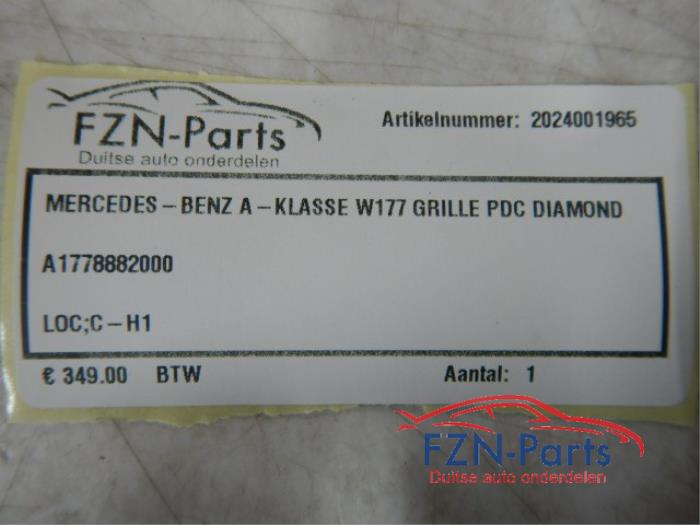 FZN-Parts
Duitse auto onderdelen
Artikelnummer: 2024001965
MERCEDES-BENZ A-KLASSE W177 GRILLE PDC DIAMOND
A1778882000
LOC;C-H1
€ 349.00 BTW
Aantal: 1
FZN-Parts
Duitse auto onderdelen